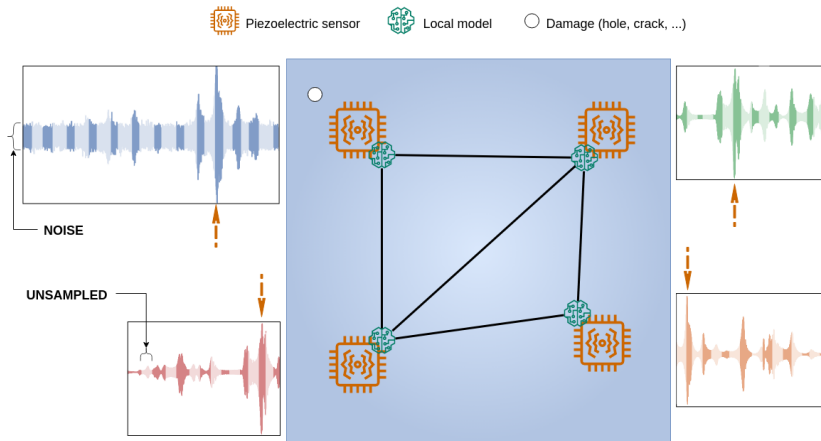 Piezoelectric sensor
Local model
Damage (hole, crack, ...)
NOISE
UNSAMPLED